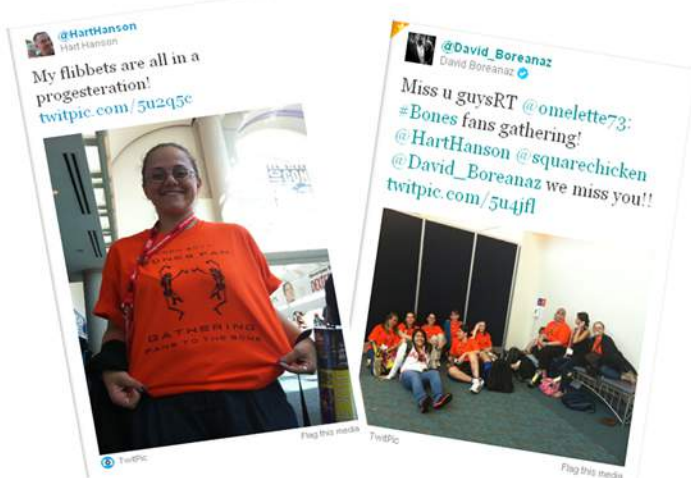 @HartHanson
Hart Hanson
My flibbets are all in a
progesteration!
twitpic.com/5u2q5c
GATHERING
FANS TO THE BONE
TwitPic
Flag this media
@David_Boreanaz
David Boreanaz
Miss u guysRT @omelette73:
#Bones fans gathering!
@HartHanson @squarechicken
@David_Boreanaz we miss you!!
twitpic.com/5u4jfl
TwitPic
Flag this media